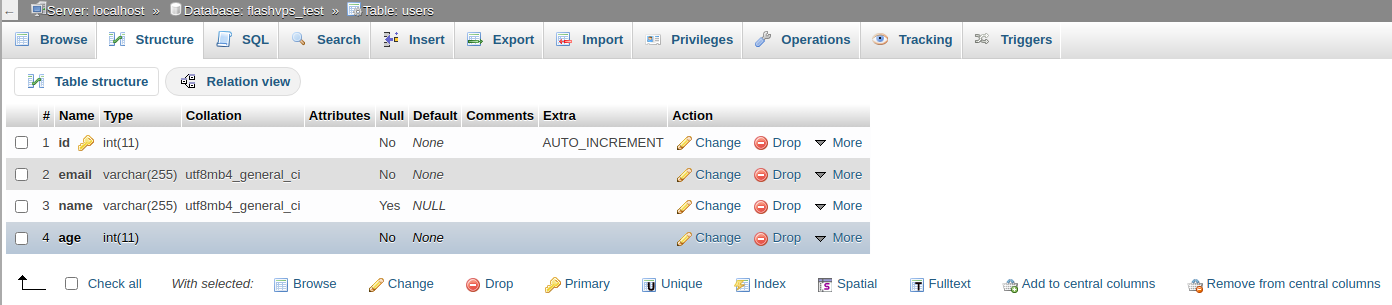 ← Server: localhost » Database: flashvps_test » Table: users
Browse Structure SQL Search Insert Export Import Privileges Operations Tracking Triggers
Table structure Relation view
# Name Type Collation Attributes Null Default Comments Extra Action
1 id int(11) No None AUTO_INCREMENT Change Drop More
2 email varchar(255) utf8mb4_general_ci No None Change Drop More
3 name varchar(255) utf8mb4_general_ci Yes NULL Change Drop More
4 age int(11) No None Change Drop More
Check all With selected: Browse Change Drop Primary Unique Index Spatial Fulltext Add to central columns Remove from central columns